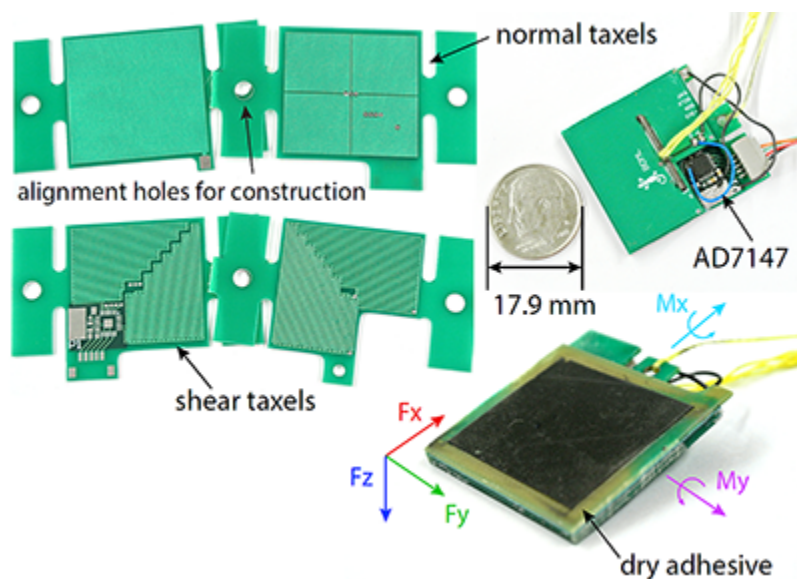 normal taxels
alignment holes for construction
AD7147
17.9 mm
Mx
shear taxels
Fx
Fz
Fy
My
dry adhesive